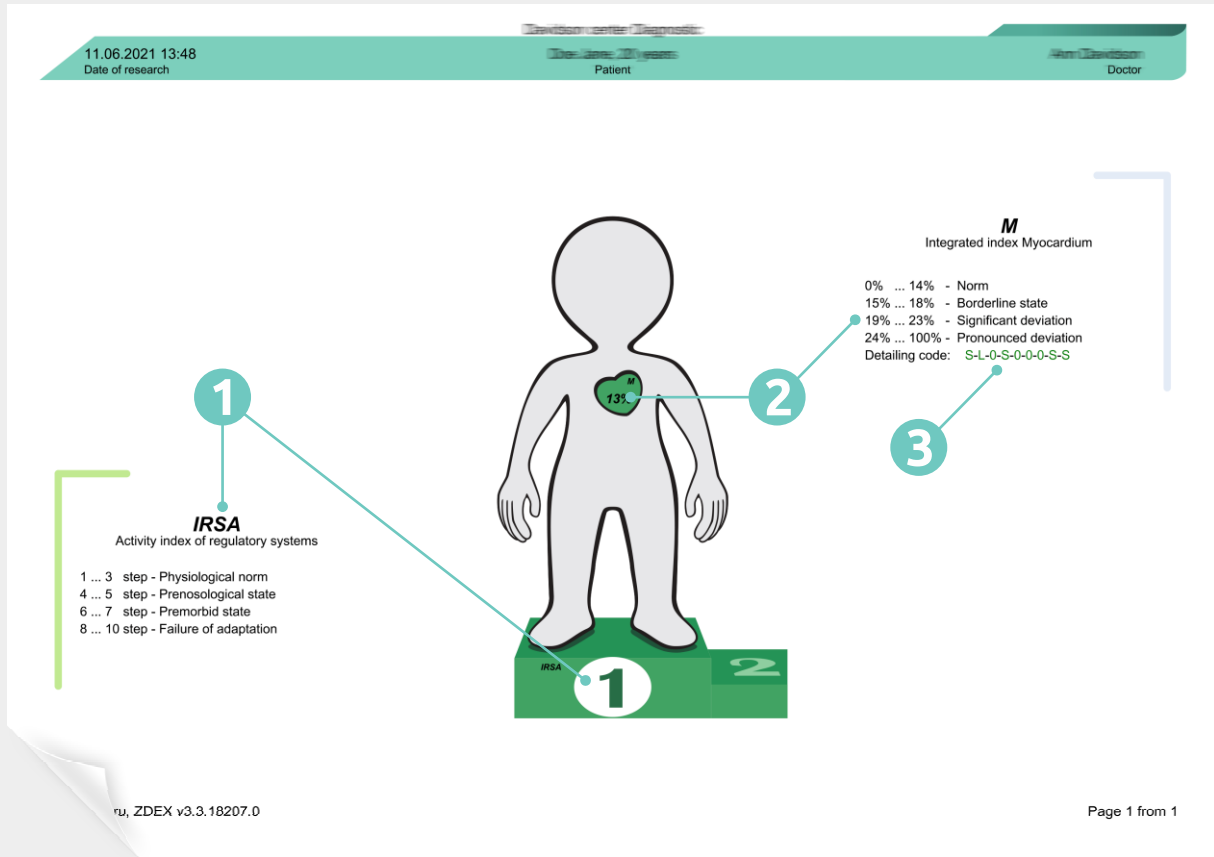 11.06.2021 13:48
Date of research
Patient
Doctor
M
Integrated index Myocardium
0% ... 14% - Norm
15% ... 18% - Borderline state
19% ... 23% - Significant deviation
24% ... 100% - Pronounced deviation
Detailing code: S-L-0-S-0-0-0-S-S
M
13%
1
2
3
IRSA
Activity index of regulatory systems
1 ... 3 step - Physiological norm
4 ... 5 step - Prenosological state
6 ... 7 step - Premorbid state
8 ... 10 step - Failure of adaptation
IRSA
1
2
ru, ZDEX v3.3.18207.0
Page 1 from 1